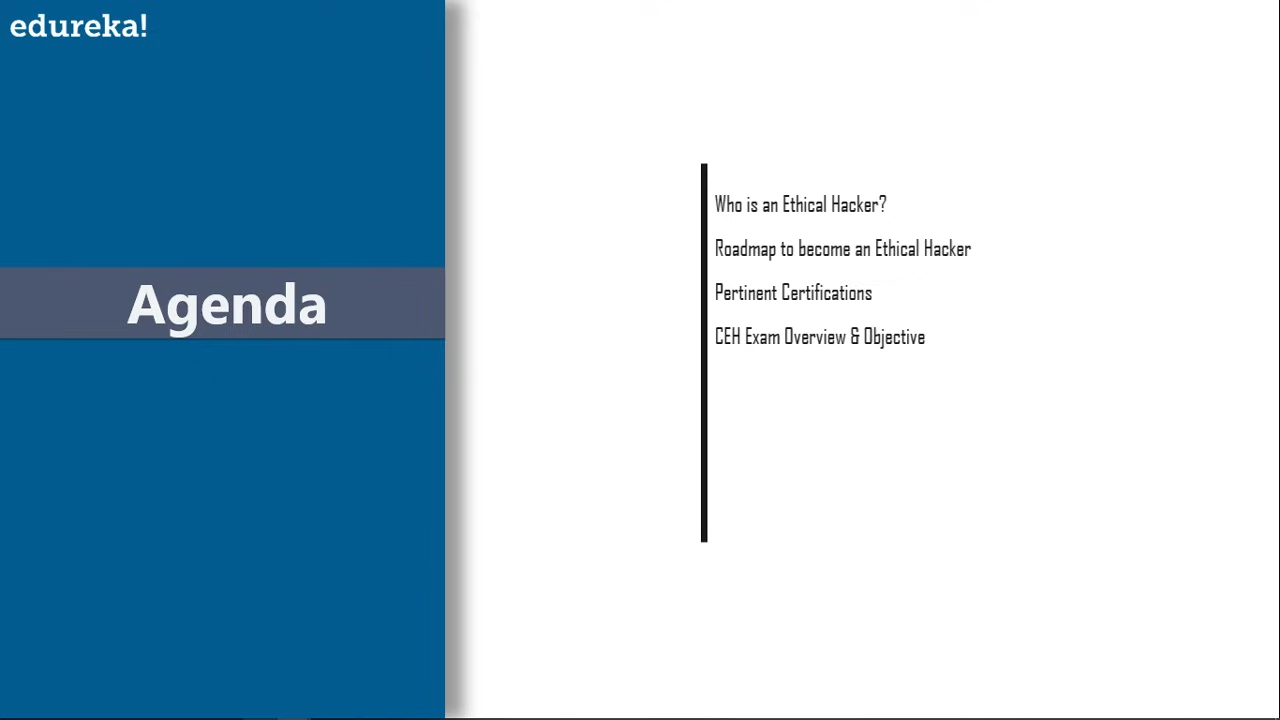 edureka!
Agenda
Who is an Ethical Hacker?
Roadmap to become an Ethical Hacker
Pertinent Certifications
CEH Exam Overview & Objective